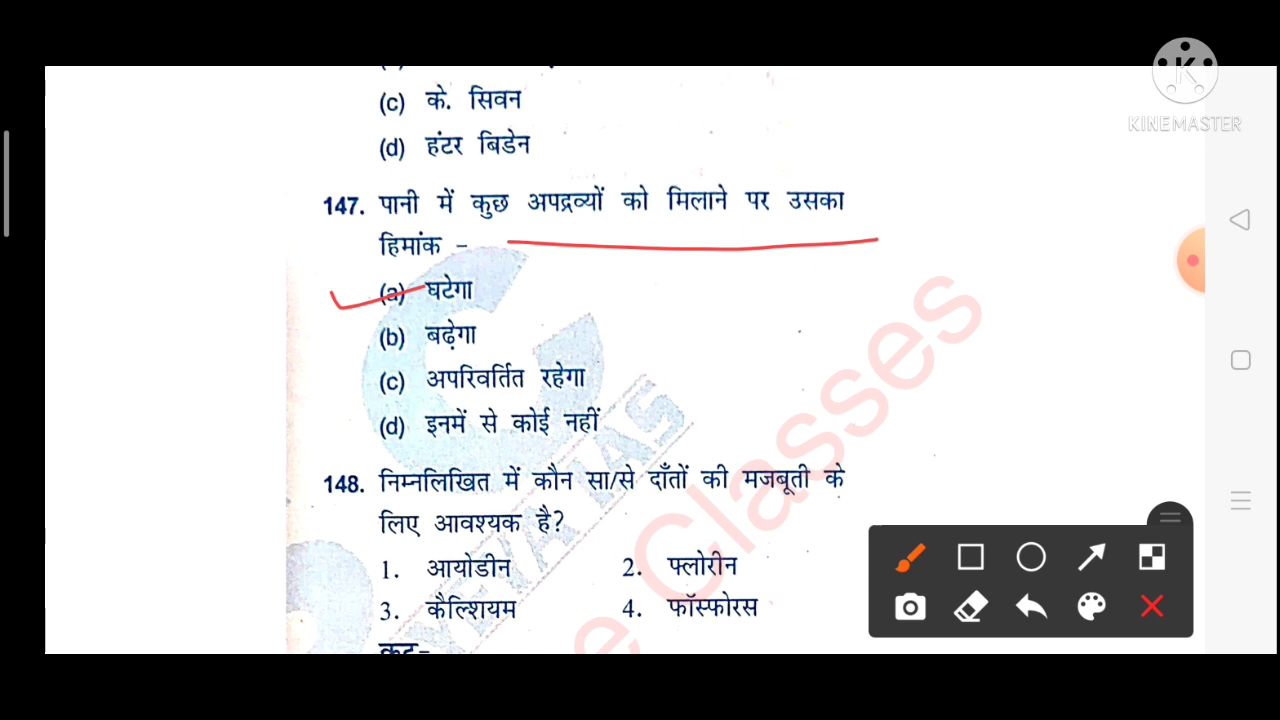 KINEMASTER
(c) के. सिवन
(d) हंटर बिडेन
147. पानी में कुछ अपद्रव्यों को मिलाने पर उसका
हिमांक –
(a) घटेगा
(b) बढ़ेगा
(c) अपरिवर्तित रहेगा
(d) इनमें से कोई नहीं
148. निम्नलिखित में कौन सा/से दाँतों की मजबूती के
लिए आवश्यक है?
1. आयोडीन 2. फ्लोरीन
3. कैल्शियम 4. फॉस्फोरस
Classes